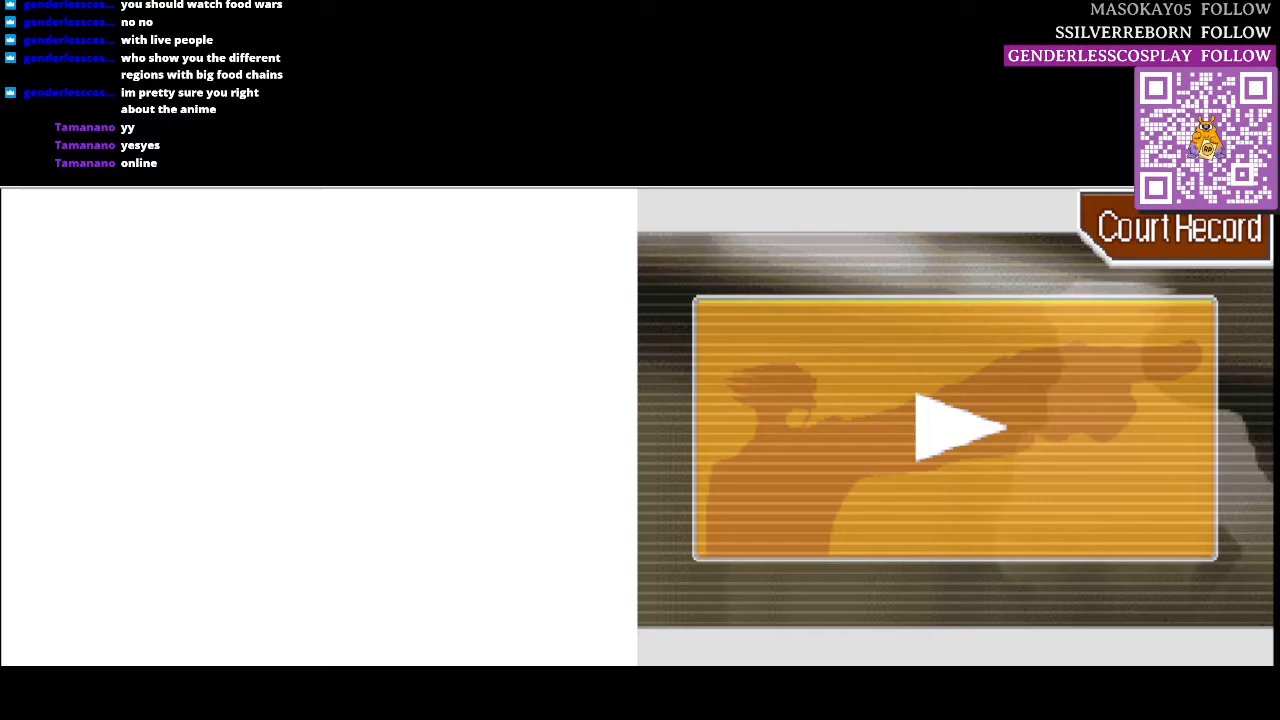 genderlesscos... you should watch food wars
genderlesscos... no no
genderlesscos... with live people
genderlesscos... who show you the different
regions with big food chains
genderlesscos... im pretty sure you right
about the anime
Tamanano yy
Tamanano yesyes
Tamanano online
MASOKAY05 FOLLOW
SSILVERREBORN FOLLOW
GENDERLESSCOSPLAY FOLLOW
RP
Court Record